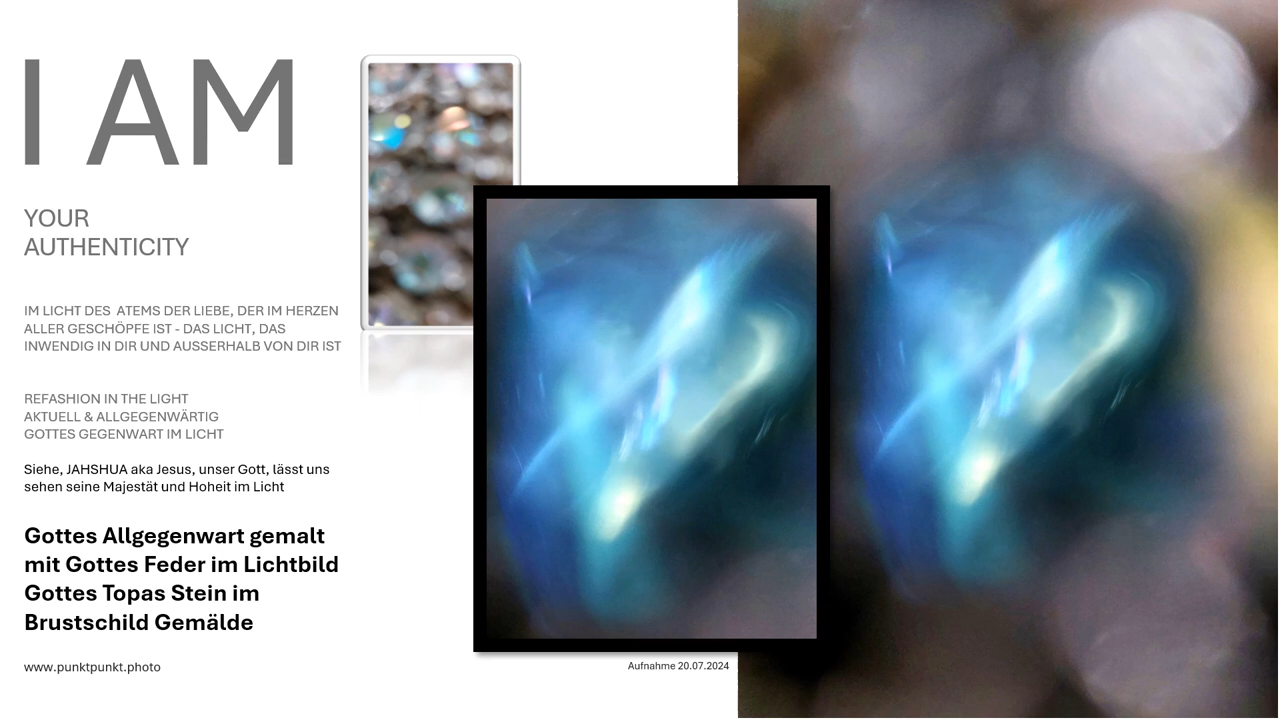 I AM
YOUR
AUTHENTICITY
IM LICHT DES  ATEMS DER LIEBE, DER IM HERZEN
ALLER GESCHÖPFE IST - DAS LICHT, DAS
INWENDIG IN DIR UND AUSSERHALB VON DIR IST
REFASHION IN THE LIGHT
AKTUELL & ALLGEGENWÄRTIG
GOTTES GEGENWART IM LICHT
Siehe, JAHSHUA aka Jesus, unser Gott, lässt uns
sehen seine Majestät und Hoheit im Licht
Gottes Allgegenwart gemalt
mit Gottes Feder im Lichtbild
Gottes Topas Stein im
Brustschild Gemälde
www.punktpunkt.photo
Aufnahme 20.07.2024